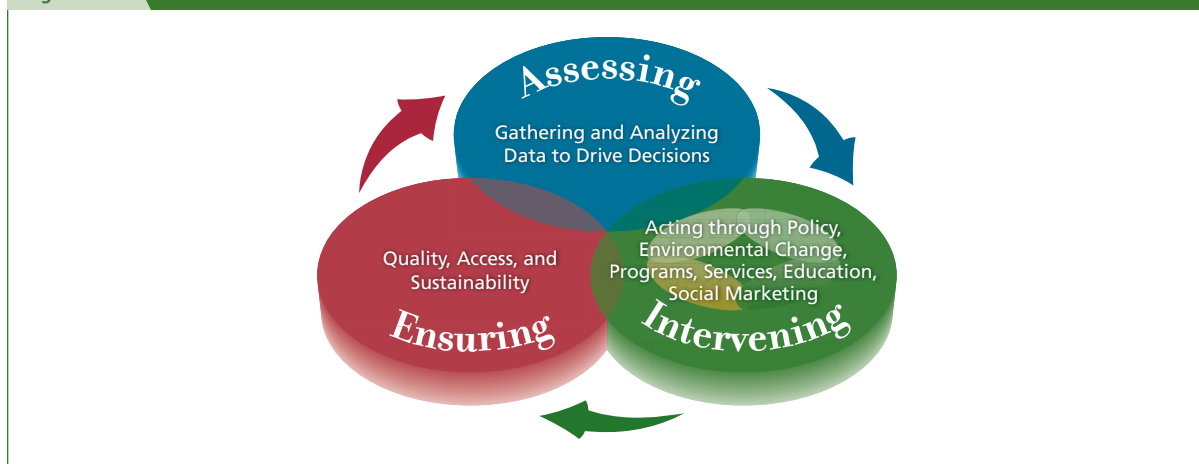 Assessing
Gathering and Analyzing
Data to Drive Decisions
Acting through Policy,
Environmental Change,
Programs, Services, Education,
Social Marketing
Intervening
Quality, Access, and
Sustainability
Ensuring